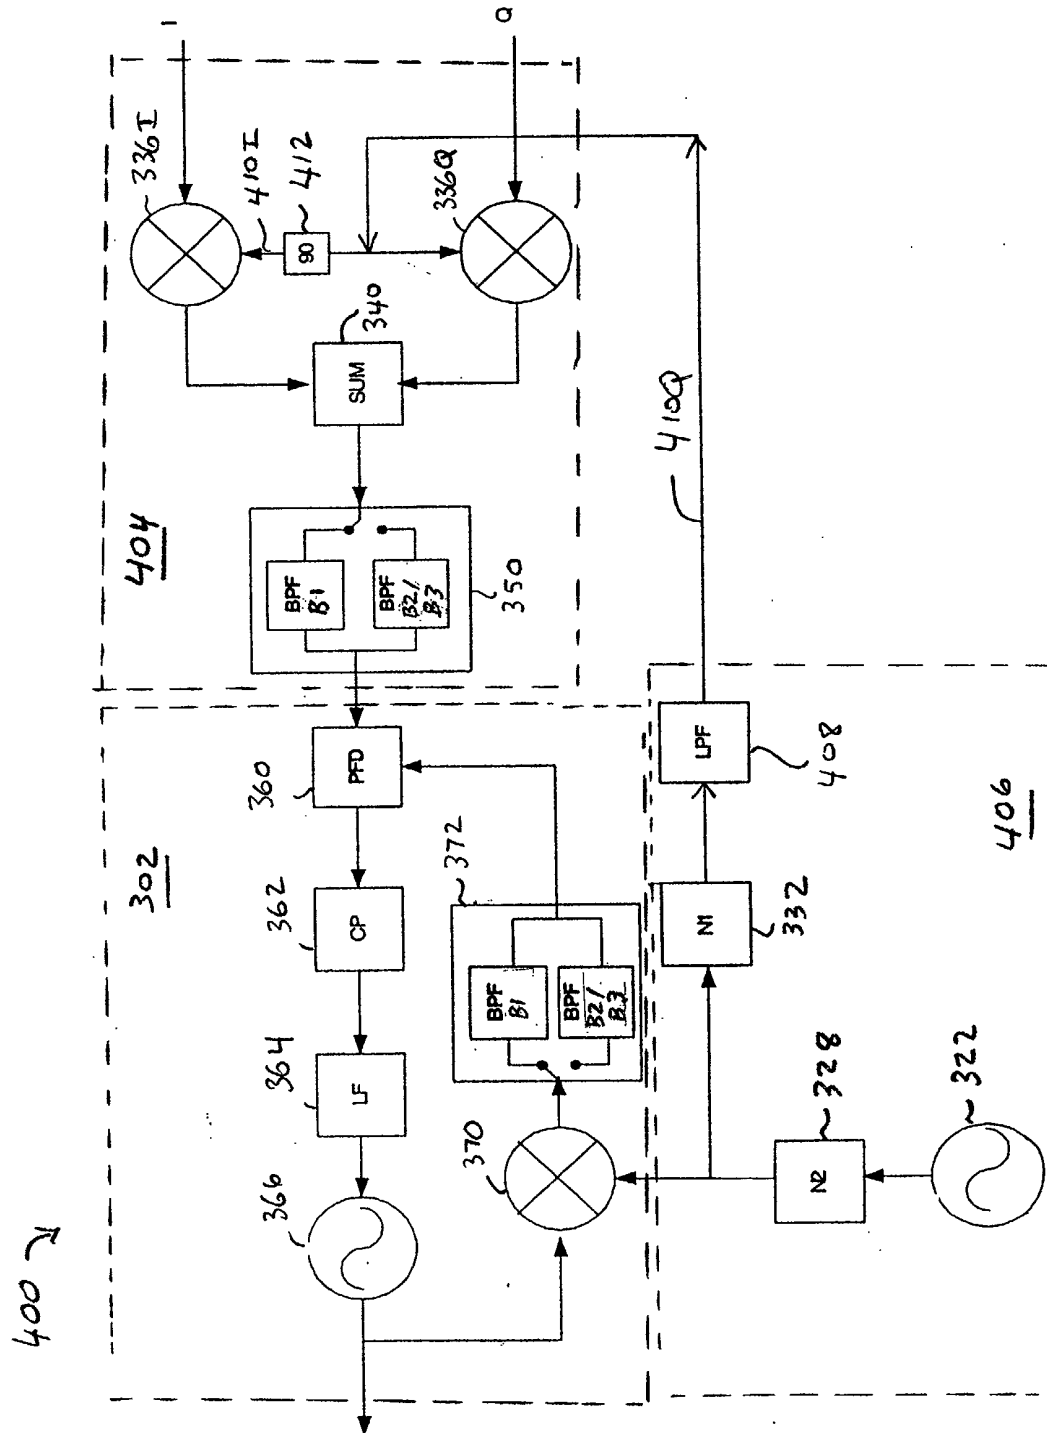 400
I
Q
336I
410I
412
90
336Q
SUM
340
404
BPF
B1
BPF
B2/
B3
350
410Q
302
360
PFD
362
CP
364
LF
366
372
BPF
B1
BPF
B2/
B3
370
LPF
408
N1
332
406
N2
328
322